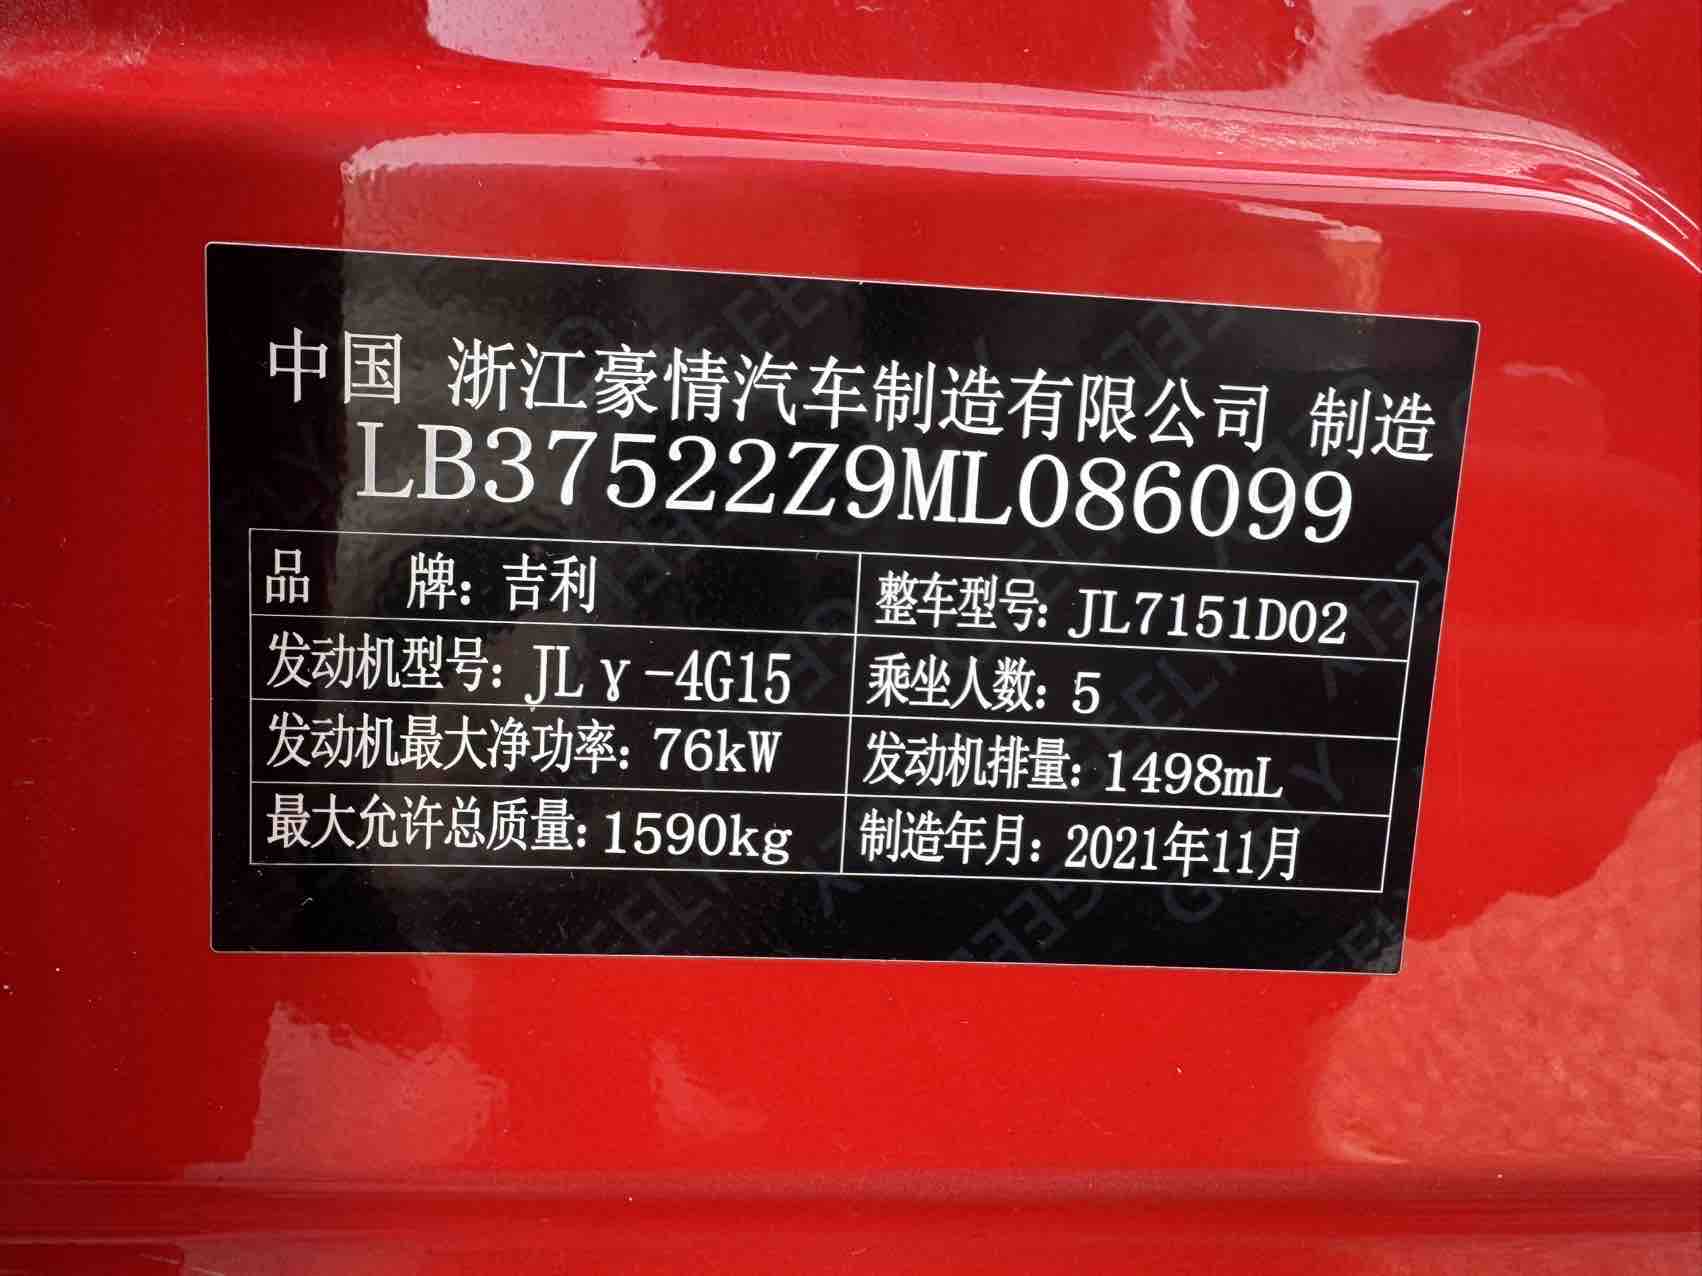 中国 浙江豪情汽车制造有限公司 制造
LB37522Z9ML086099
品 牌：吉利 整车型号：JL7151D02
发动机型号：JLγ-4G15 乘坐人数：5
发动机最大净功率：76kW 发动机排量：1498mL
最大允许总质量：1590kg 制造年月：2021年11月